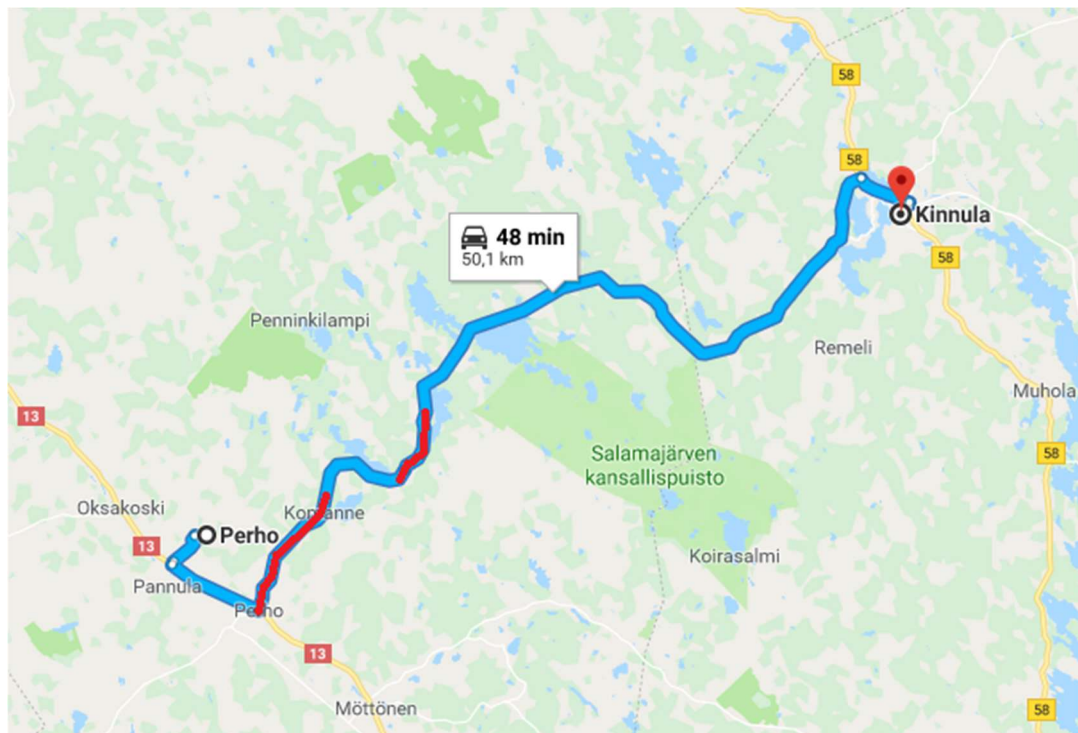 58
58
48 min
50,1 km
Kinnula
58
Penninkilampi
Remeli
Muhola
13
Salamajärven
kansallispuisto
58
Oksakoski
Perho
13
Koirasalmi
Pannula
Perho
13
Möttönen
58